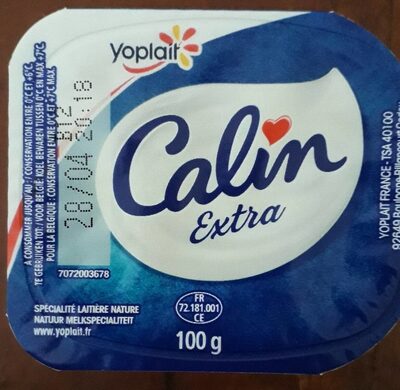 Yoplait
Calin
Extra
A CONSOMMER JUSQU'AU / CONSERVATION ENTRE 0°C ET +6°C
TE GEBRUIKEN TOT: / VOOR BELGIË: KOEL BEWAREN TUSSEN 0°C EN MAX +7°C
POUR LA BELGIQUE : CONSERVATION ENTRE 0°C ET +7°C MAX.
B12
28/04 20:18
7072003678
SPÉCIALITÉ LAITIÈRE NATURE
NATUUR MELKSPECIALITEIT
www.yoplait.fr
FR
72.181.001
CE
100 g
YOPLAIT FRANCE - TSA 40100